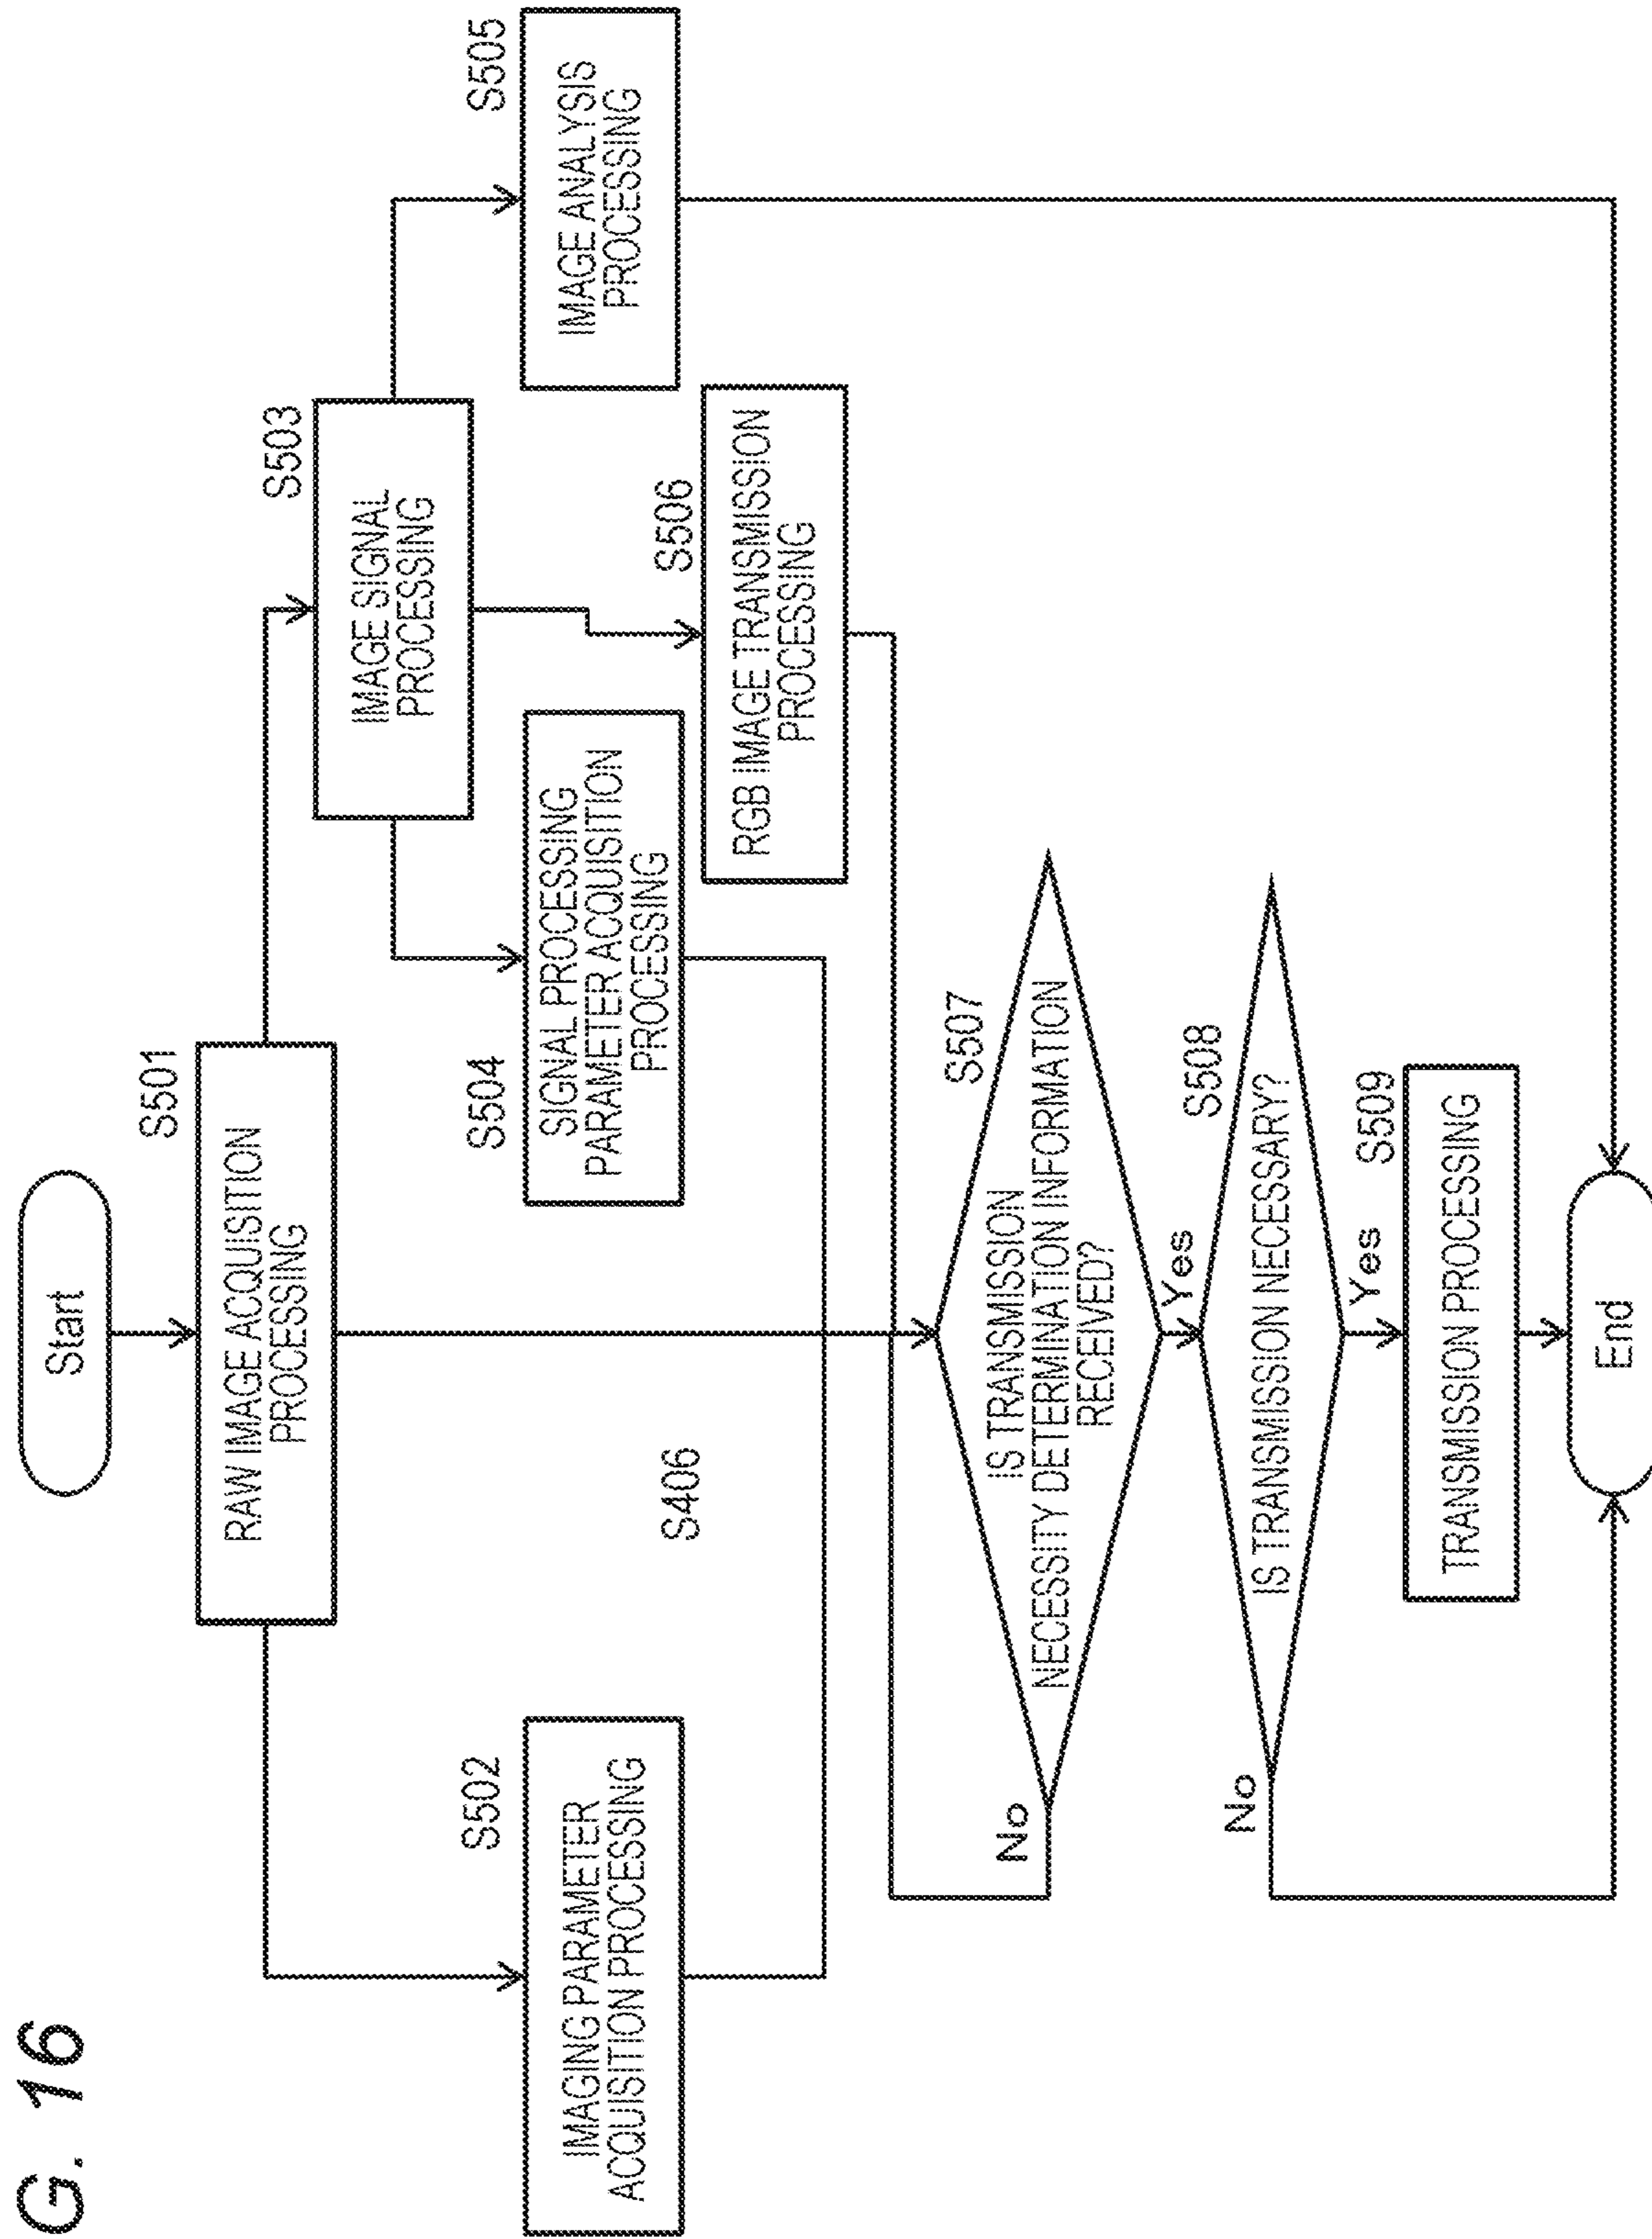 G. 16
Start
S501
RAW IMAGE ACQUISITION
PROCESSING
S502
IMAGING PARAMETER
ACQUISITION PROCESSING
S503
IMAGE SIGNAL
PROCESSING
S504
SIGNAL PROCESSING
PARAMETER ACQUISITION
PROCESSING
S505
IMAGE ANALYSIS
PROCESSING
S406
S506
RGB IMAGE TRANSMISSION
PROCESSING
S507
IS TRANSMISSION
NECESSITY DETERMINATION INFORMATION
RECEIVED?
No
Yes
S508
IS TRANSMISSION NECESSARY?
No
Yes
S509
TRANSMISSION PROCESSING
End